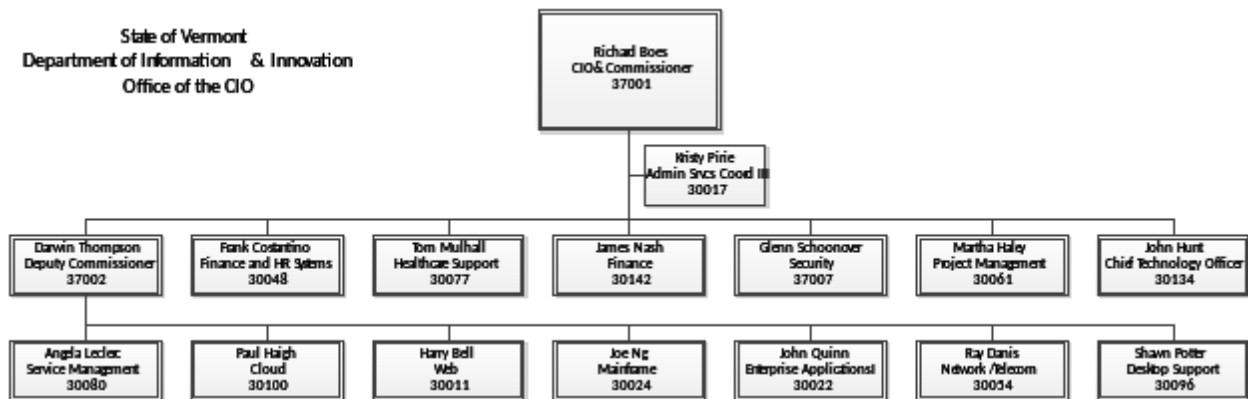 State of Vermont
Department of Information & Innovation
Office of the CIO
Richard Boes
CIO& Commissioner
37001
Kristy Pirie
Admin Srvcs Coord III
30017
Darwin Thompson
Deputy Commissioner
37002
Frank Costantino
Finance and HR Systems
30048
Tom Mulhall
Healthcare Support
30077
James Nash
Finance
30142
Glenn Schoonover
Security
37007
Martha Haley
Project Management
30061
John Hunt
Chief Technology Officer
30134
Angela Leclerc
Service Management
30080
Paul Haigh
Cloud
30100
Harry Bell
Web
30011
Joe Ng
Mainframe
30024
John Quinn
Enterprise ApplicationsI
30022
Ray Danis
Network /Telecom
30054
Shawn Potter
Desktop Support
30096